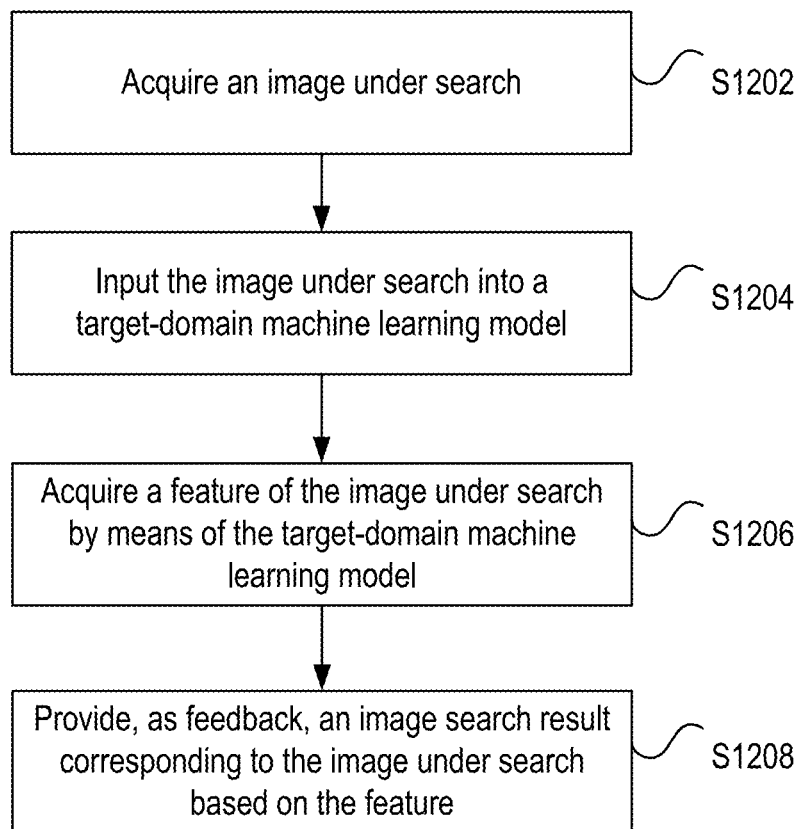 Acquire an image under search
S1202
Input the image under search into a
target-domain machine learning model
S1204
Acquire a feature of the image under search
by means of the target-domain machine
learning model
S1206
Provide, as feedback, an image search result
corresponding to the image under search
based on the feature
S1208